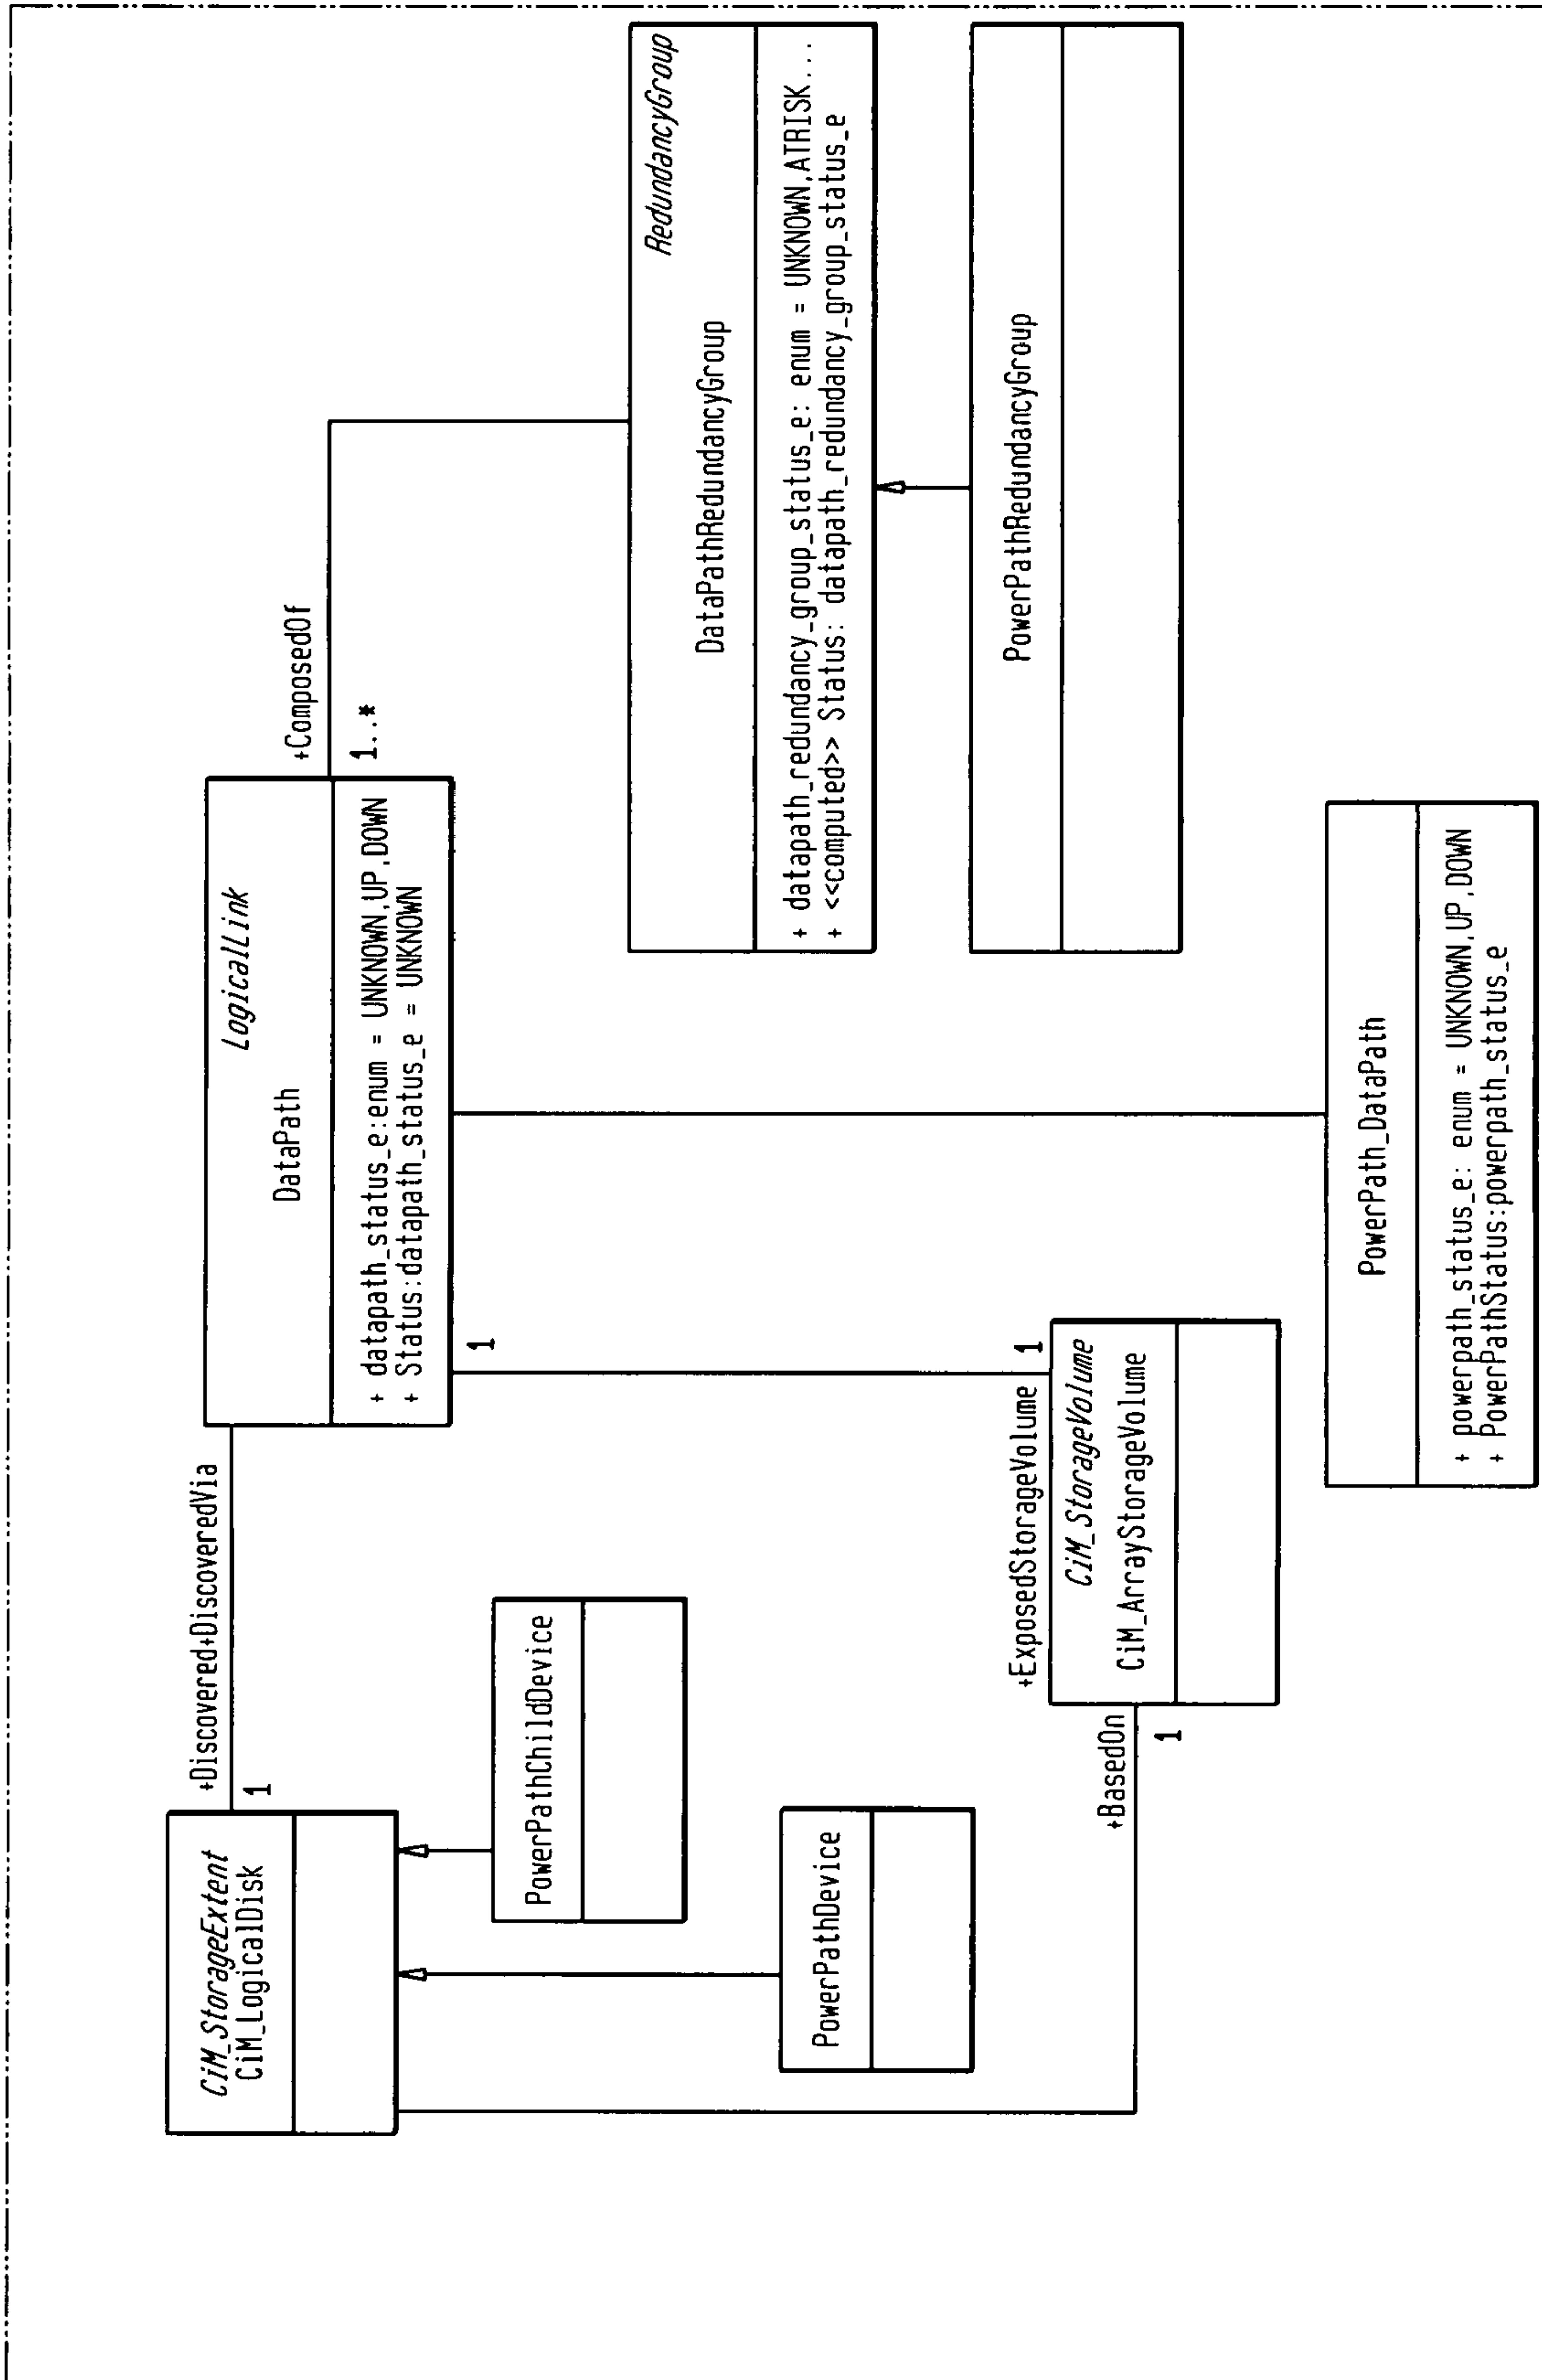 CiM_StorageExtent
CiM_LogicalDisk
+Discovered+DiscoveredVia
1
LogicalLink
DataPath
+ datapath_status_e:enum = UNKNOWN,UP,DOWN
+ Status:datapath_status_e = UNKNOWN
+ComposedOf
1..*
1
PowerPathChildDevice
PowerPathDevice
RedundancyGroup
DataPathRedundancyGroup
+ datapath_redundancy_group_status_e: enum = UNKNOWN,ATRISK...
+ <<computed>> Status: datapath_redundancy_group_status_e
PowerPathRedundancyGroup
+ExposedStorageVolume
1
CiM_StorageVolume
CiM_ArrayStorageVolume
+BasedOn
1
PowerPath_DataPath
+ powerpath_status_e: enum = UNKNOWN,UP,DOWN
+ PowerPathStatus:powerpath_status_e